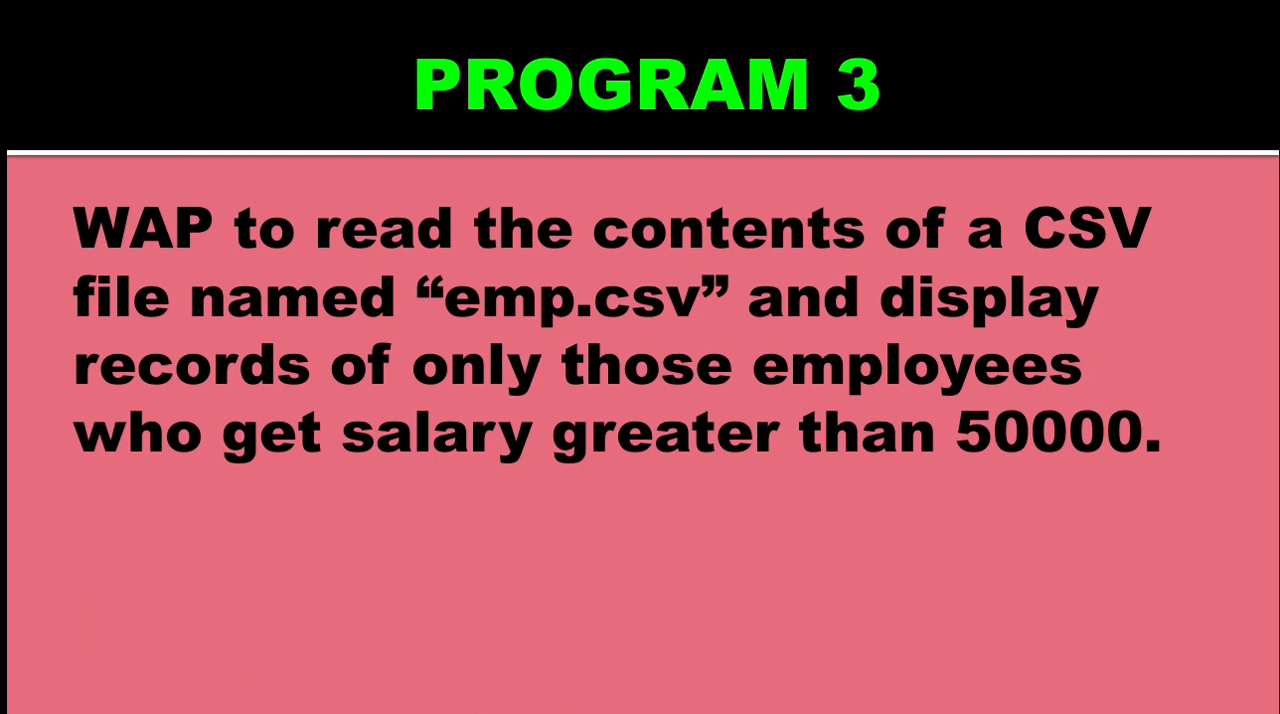 PROGRAM 3
WAP to read the contents of a CSV
file named “emp.csv” and display
records of only those employees
who get salary greater than 50000.